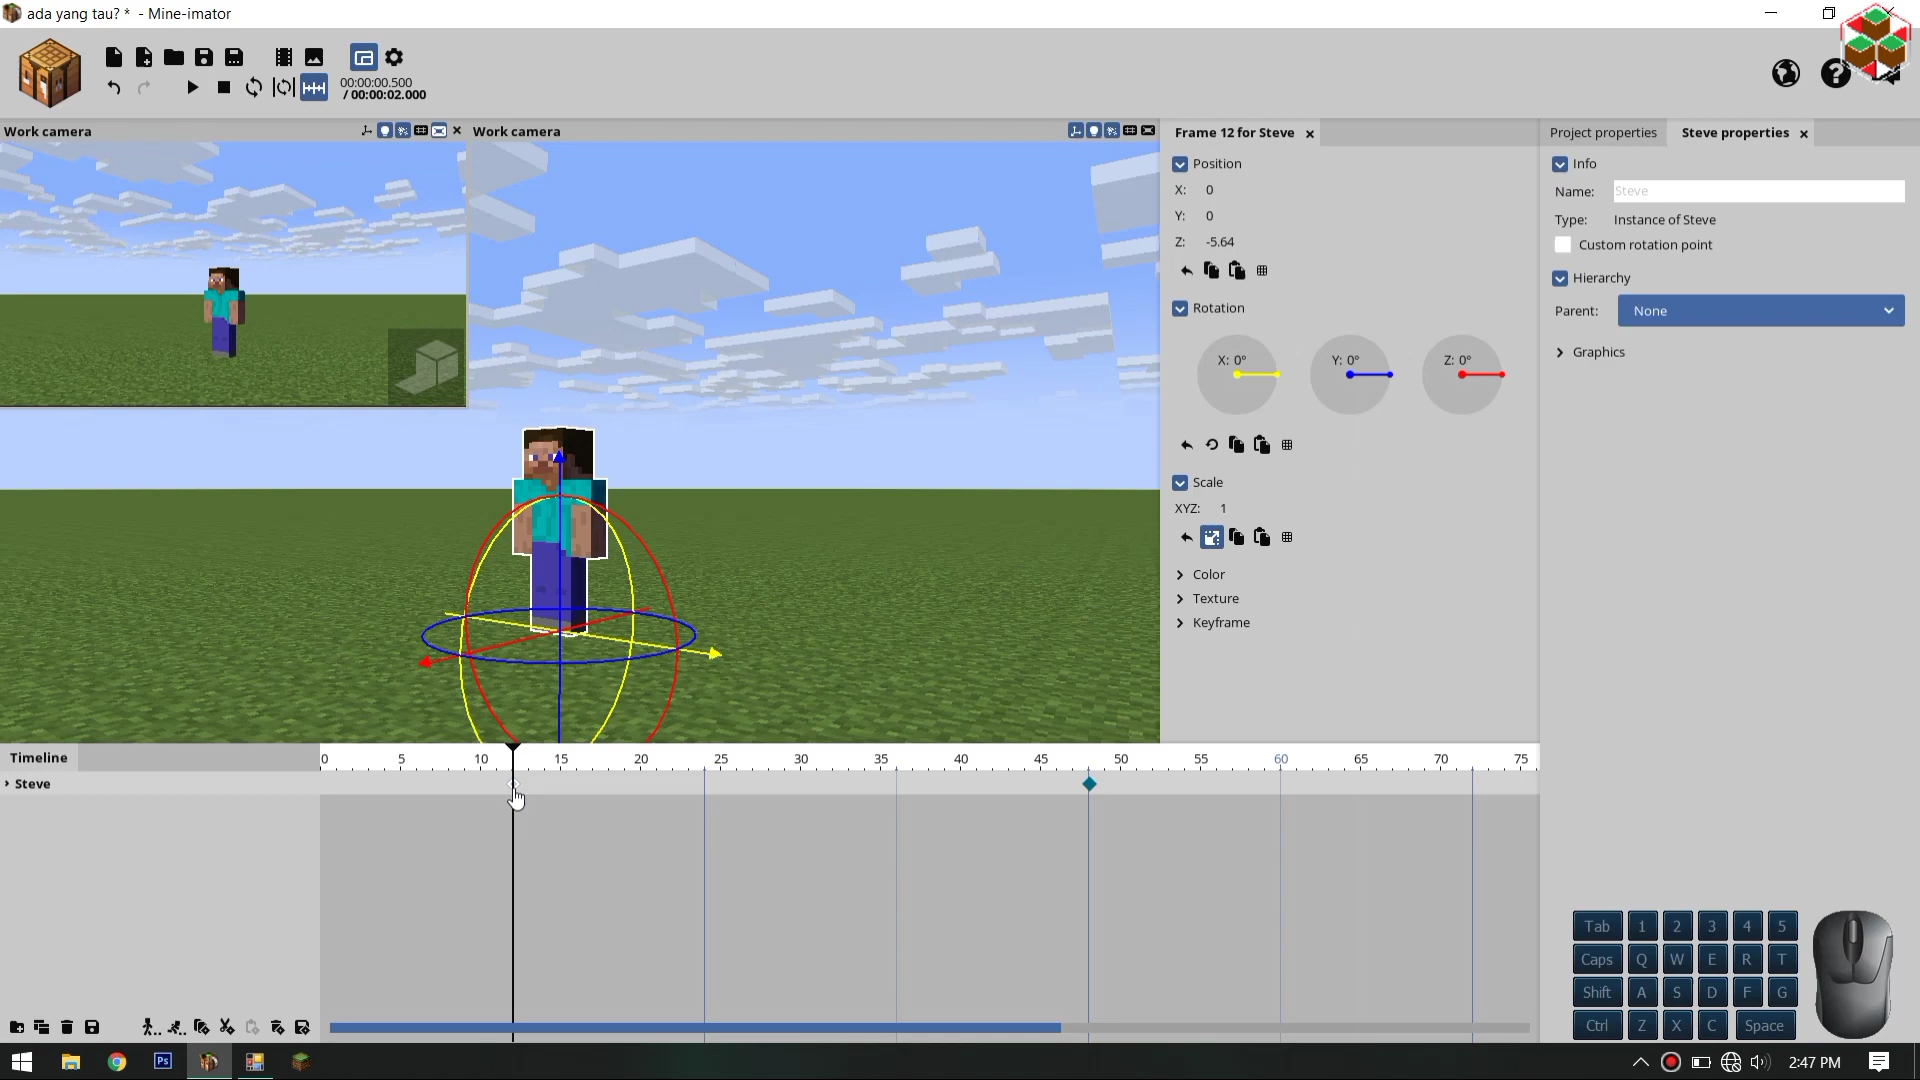 ada yang tau? * - Mine-imator
00:00:00.500
/ 00:00:02.000
Work camera
Work camera
Frame 12 for Steve
Position
X: 0
Y: 0
Z: -5.64
Rotation
X: 0° Y: 0° Z: 0°
Scale
XYZ: 1
Color
Texture
Keyframe
Project properties Steve properties
Info
Name: Steve
Type: Instance of Steve
Custom rotation point
Hierarchy
Parent: None
Graphics
Timeline
0 5 10 15 20 25 30 35 40 45 50 55 60 65 70 75
Steve
Tab 1 2 3 4 5
Caps Q W E R T
Shift A S D F G
Ctrl Z X C Space
Ps
2:47 PM